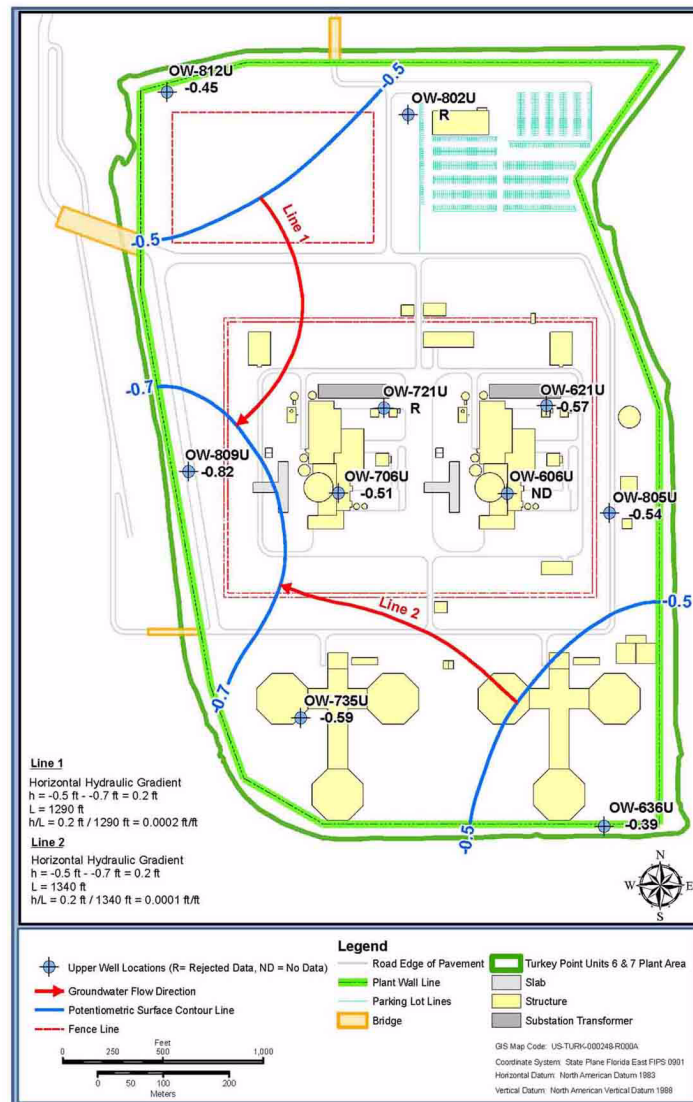 -0.5
OW-812U
-0.45
OW-802U
R
Line 1
-0.5
-0.7
OW-721U
R
OW-621U
-0.57
OW-809U
-0.82
OW-706U
-0.51
OW-606U
ND
OW-805U
-0.54
Line 2
-0.5
-0.7
OW-735U
-0.59
-0.5
OW-636U
-0.39
Line 1
Horizontal Hydraulic Gradient
h = -0.5 ft - -0.7 ft = 0.2 ft
L = 1290 ft
h/L = 0.2 ft / 1290 ft = 0.0002 ft/ft
Line 2
Horizontal Hydraulic Gradient
h = -0.5 ft - -0.7 ft = 0.2 ft
L = 1340 ft
h/L = 0.2 ft / 1340 ft = 0.0001 ft/ft
N
W E
S
Legend
Upper Well Locations (R= Rejected Data, ND = No Data)
Groundwater Flow Direction
Potentiometric Surface Contour Line
Fence Line
Road Edge of Pavement
Plant Wall Line
Parking Lot Lines
Bridge
Turkey Point Units 6 & 7 Plant Area
Slab
Structure
Substation Transformer
Feet
0 250 500 1,000
0 50 100 200
Meters
GIS Map Code: US-TURK-000248-R000A
Coordinate System: State Plane Florida East FIPS 0901
Horizontal Datum: North American Datum 1983
Vertical Datum: North American Vertical Datum 1988